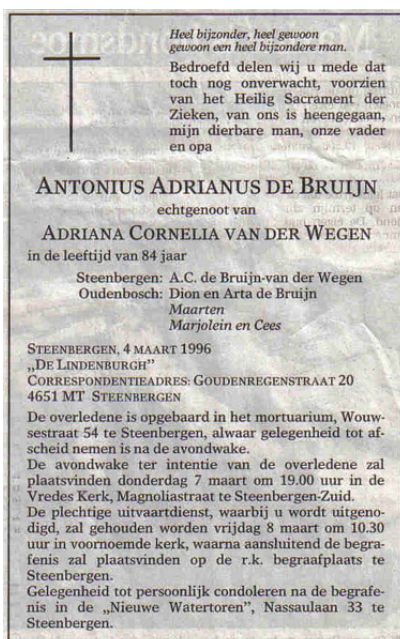 Heel bijzonder, heel gewoon
gewoon een heel bijzondere man.
Bedroefd delen wij u mede dat
toch nog onverwacht, voorzien
van het Heilig Sacrament der
Zieken, van ons is heengegaan,
mijn dierbare man, onze vader
en opa
ANTONIUS ADRIANUS DE BRUIJN
echtgenoot van
ADRIANA CORNELIA VAN DER WEGEN
in de leeftijd van 84 jaar
Steenbergen: A.C. de Bruijn-van der Wegen
Oudenbosch: Dion en Arta de Bruijn
Maarten
Marjolein en Cees
STEENBERGEN, 4 MAART 1996
„DE LINDENBURGH”
CORRESPONDENTIEADRES: GOUDENREGENSTRAAT 20
4651 MT STEENBERGEN
De overledene is opgebaard in het mortuarium, Wouw-
sestraat 54 te Steenbergen, alwaar gelegenheid tot af-
scheid nemen is na de avondwake.
De avondwake ter intentie van de overledene zal
plaatsvinden donderdag 7 maart om 19.00 uur in de
Vredes Kerk, Magnoliastraat te Steenbergen-Zuid.
De plechtige uitvaartdienst, waarbij u wordt uitgeno-
digd, zal gehouden worden vrijdag 8 maart om 10.30
uur in voornoemde kerk, waarna aansluitend de begra-
fenis zal plaatsvinden op de r.k. begraafplaats te
Steenbergen.
Gelegenheid tot persoonlijk condoleren na de begrafe-
nis in de „Nieuwe Watertoren”, Nassaulaan 33 te
Steenbergen.